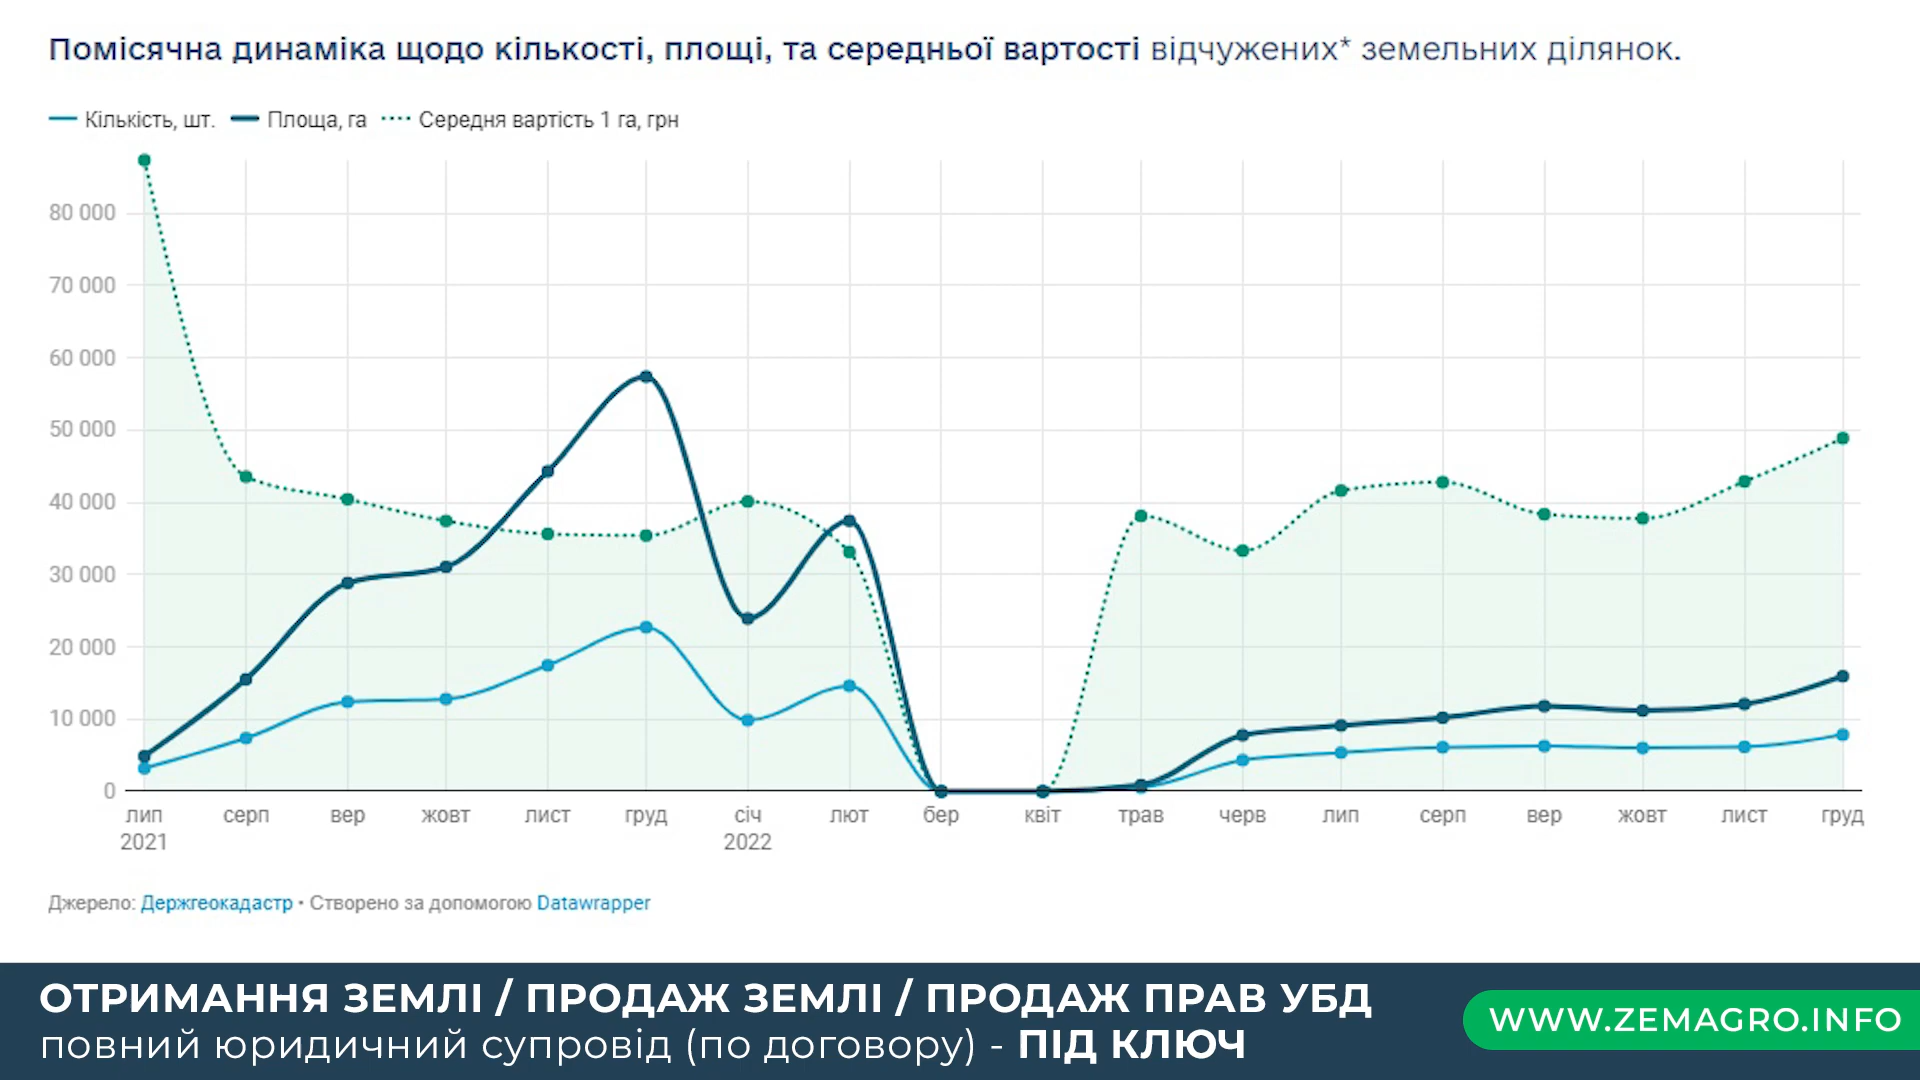 Помісячна динаміка щодо кількості, площі, та середньої вартості відчужених* земельних ділянок.
Кількість, шт. Площа, га Середня вартість 1 га, грн
80 000
70 000
60 000
50 000
40 000
30 000
20 000
10 000
0
лип серп вер жовт лист груд січ лют бер квіт трав черв лип серп вер жовт лист груд
2021 2022
Джерело: Держгеокадастр • Створено за допомогою Datawrapper
ОТРИМАННЯ ЗЕМЛІ / ПРОДАЖ ЗЕМЛІ / ПРОДАЖ ПРАВ УБД
повний юридичний супровід (по договору) - ПІД КЛЮЧ
WWW.ZEMAGRO.INFO